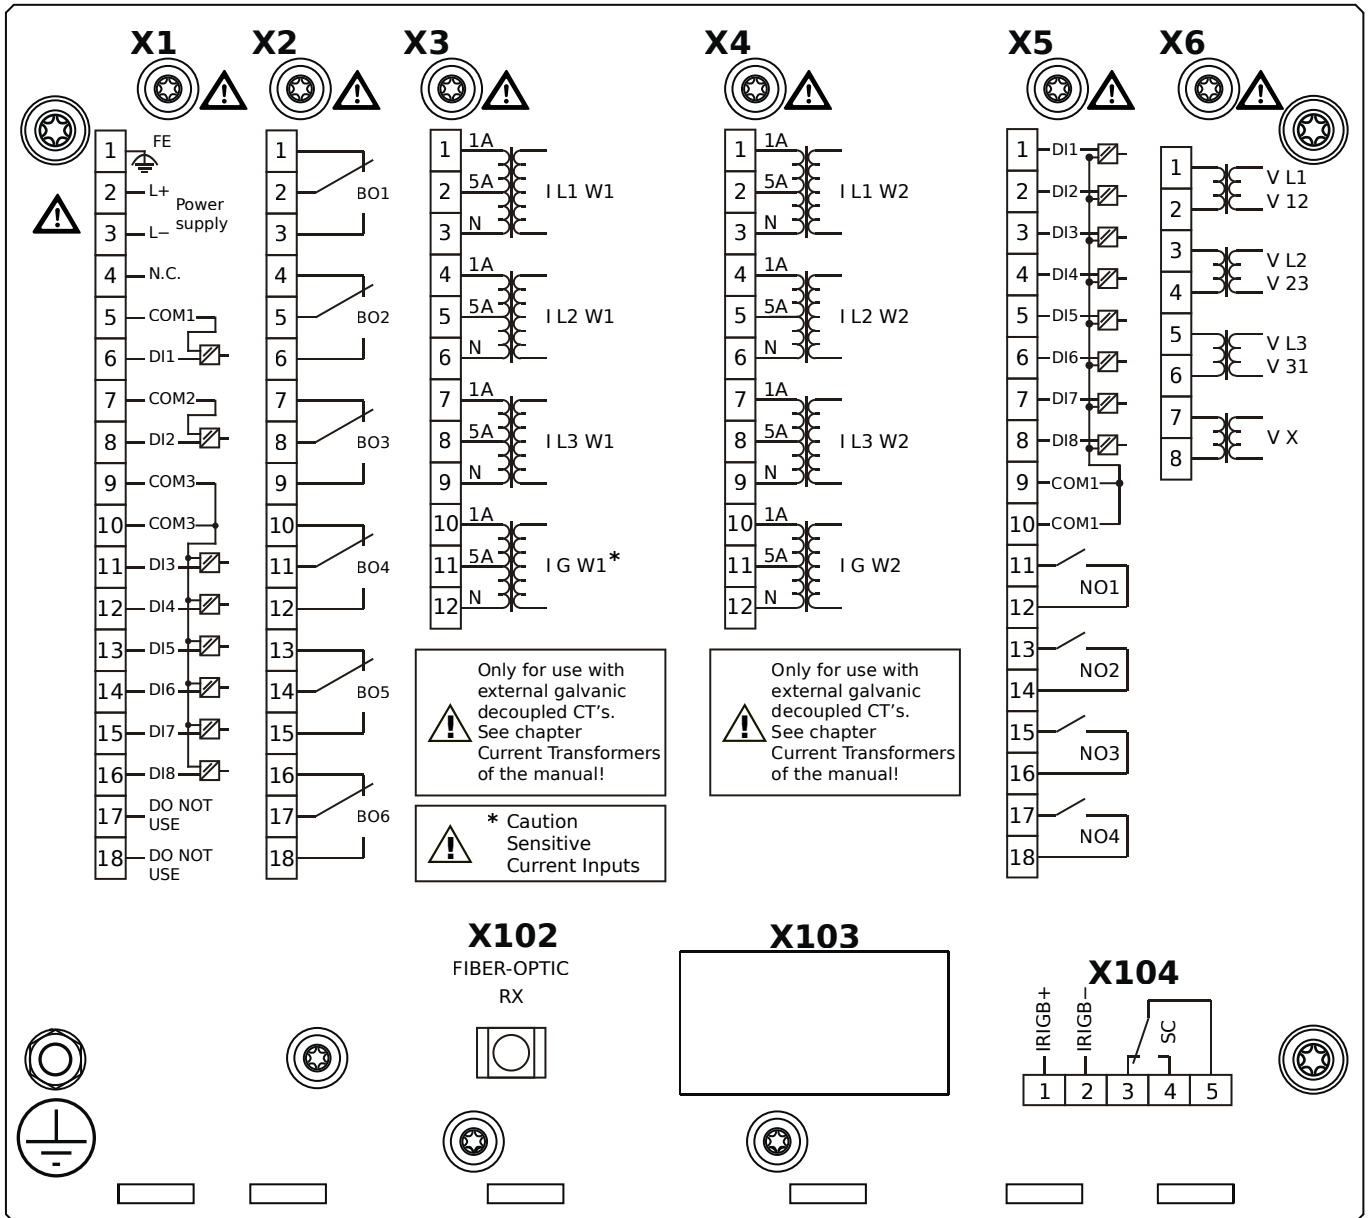 X1
X2
X3
X4
X5
X6
1 FE
2 L+
Power
supply
3 L−
4 N.C.
5 COM1
6 DI1
7 COM2
8 DI2
9 COM3
10 COM3
11 DI3
12 DI4
13 DI5
14 DI6
15 DI7
16 DI8
17 DO NOT
USE
18 DO NOT
USE
1
2 BO1
3
4
5 BO2
6
7
8 BO3
9
10
11 BO4
12
13
14 BO5
15
16
17 BO6
18
1 1A
2 5A I L1 W1
3 N
4 1A
5 5A I L2 W1
6 N
7 1A
8 5A I L3 W1
9 N
10 1A
11 5A I G W1*
12 N
Only for use with
external galvanic
decoupled CT's.
See chapter
Current Transformers
of the manual!
* Caution
Sensitive
Current Inputs
1 1A
2 5A I L1 W2
3 N
4 1A
5 5A I L2 W2
6 N
7 1A
8 5A I L3 W2
9 N
10 1A
11 5A I G W2
12 N
Only for use with
external galvanic
decoupled CT's.
See chapter
Current Transformers
of the manual!
1 DI1
2 DI2
3 DI3
4 DI4
5 DI5
6 DI6
7 DI7
8 DI8
9 COM1
10 COM1
11
NO1
12
13
NO2
14
15
NO3
16
17
NO4
18
1
V L1
V 12
2
3
V L2
V 23
4
5
V L3
V 31
6
7
V X
8
X102
FIBER-OPTIC
RX
X103
X104
IRIGB+
IRIGB−
SC
1 2 3 4 5